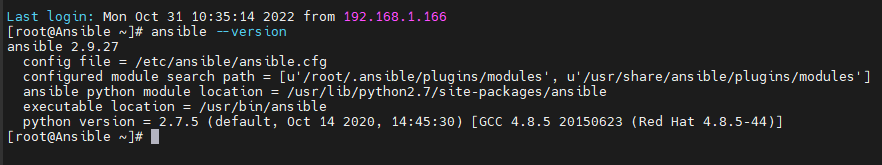 Last login: Mon Oct 31 10:35:14 2022 from 192.168.1.166
[root@Ansible ~]# ansible --version
ansible 2.9.27
  config file = /etc/ansible/ansible.cfg
  configured module search path = [u'/root/.ansible/plugins/modules', u'/usr/share/ansible/plugins/modules']
  ansible python module location = /usr/lib/python2.7/site-packages/ansible
  executable location = /usr/bin/ansible
  python version = 2.7.5 (default, Oct 14 2020, 14:45:30) [GCC 4.8.5 20150623 (Red Hat 4.8.5-44)]
[root@Ansible ~]#